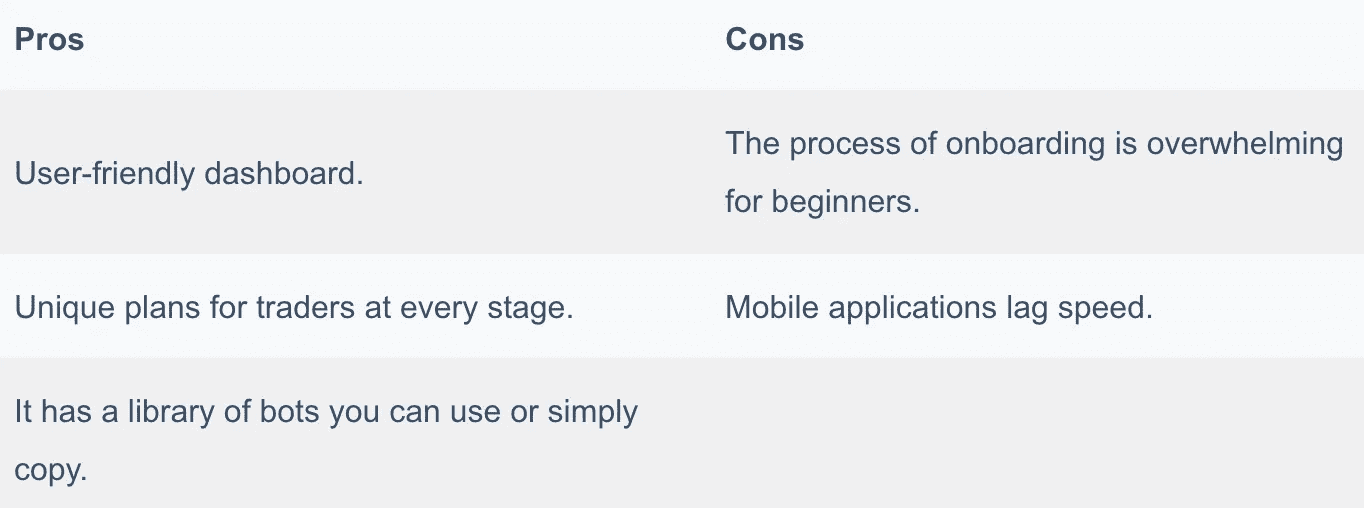 Pros
Cons
User-friendly dashboard.
The process of onboarding is overwhelming
for beginners.
Unique plans for traders at every stage.
Mobile applications lag speed.
It has a library of bots you can use or simply
copy.